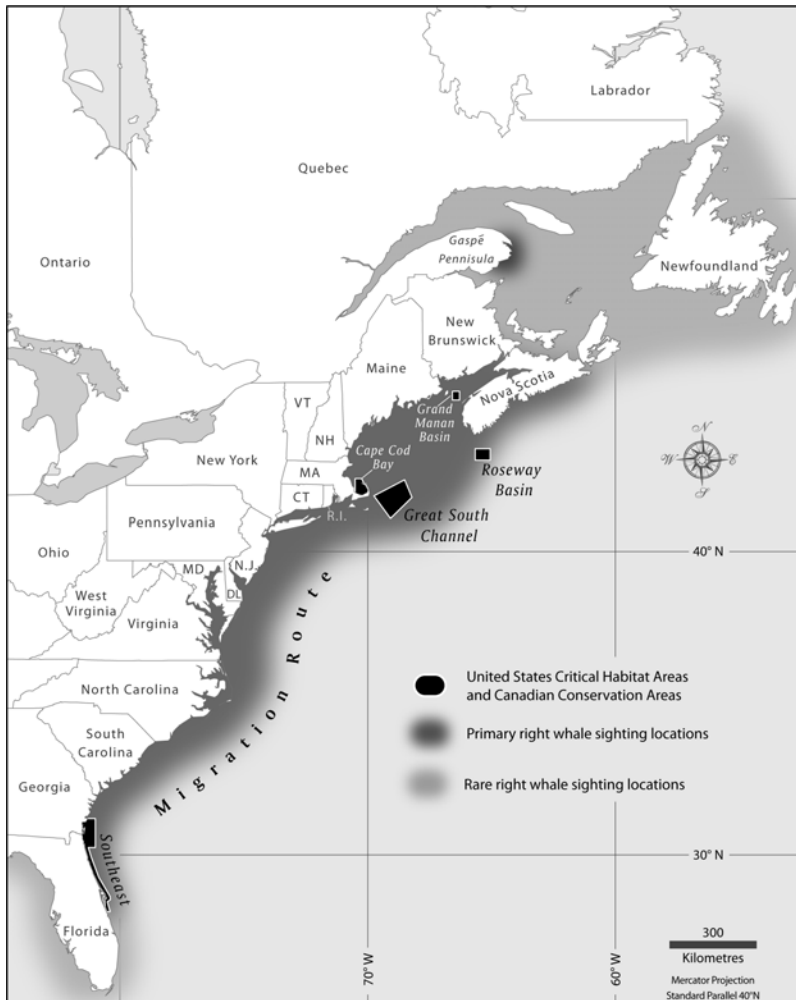 Labrador
Quebec
Gaspé
Pennisula
Ontario
Newfoundland
New
Brunswick
Maine
Nova Scotia
Grand
Manan
Basin
VT
NH
Cape Cod
Bay
New York
MA
Roseway
Basin
CT
R.I.
Great South
Channel
Pennsylvania
N
W
E
S
40° N
Ohio
MD
N.J.
DL
West
Virginia
Virginia
Migration Route
North Carolina
United States Critical Habitat Areas
and Canadian Conservation Areas
South
Carolina
Primary right whale sighting locations
Georgia
Rare right whale sighting locations
Southeast
30° N
Florida
300
Kilometres
70° W
60° W
Mercator Projection
Standard Parallel 40°N